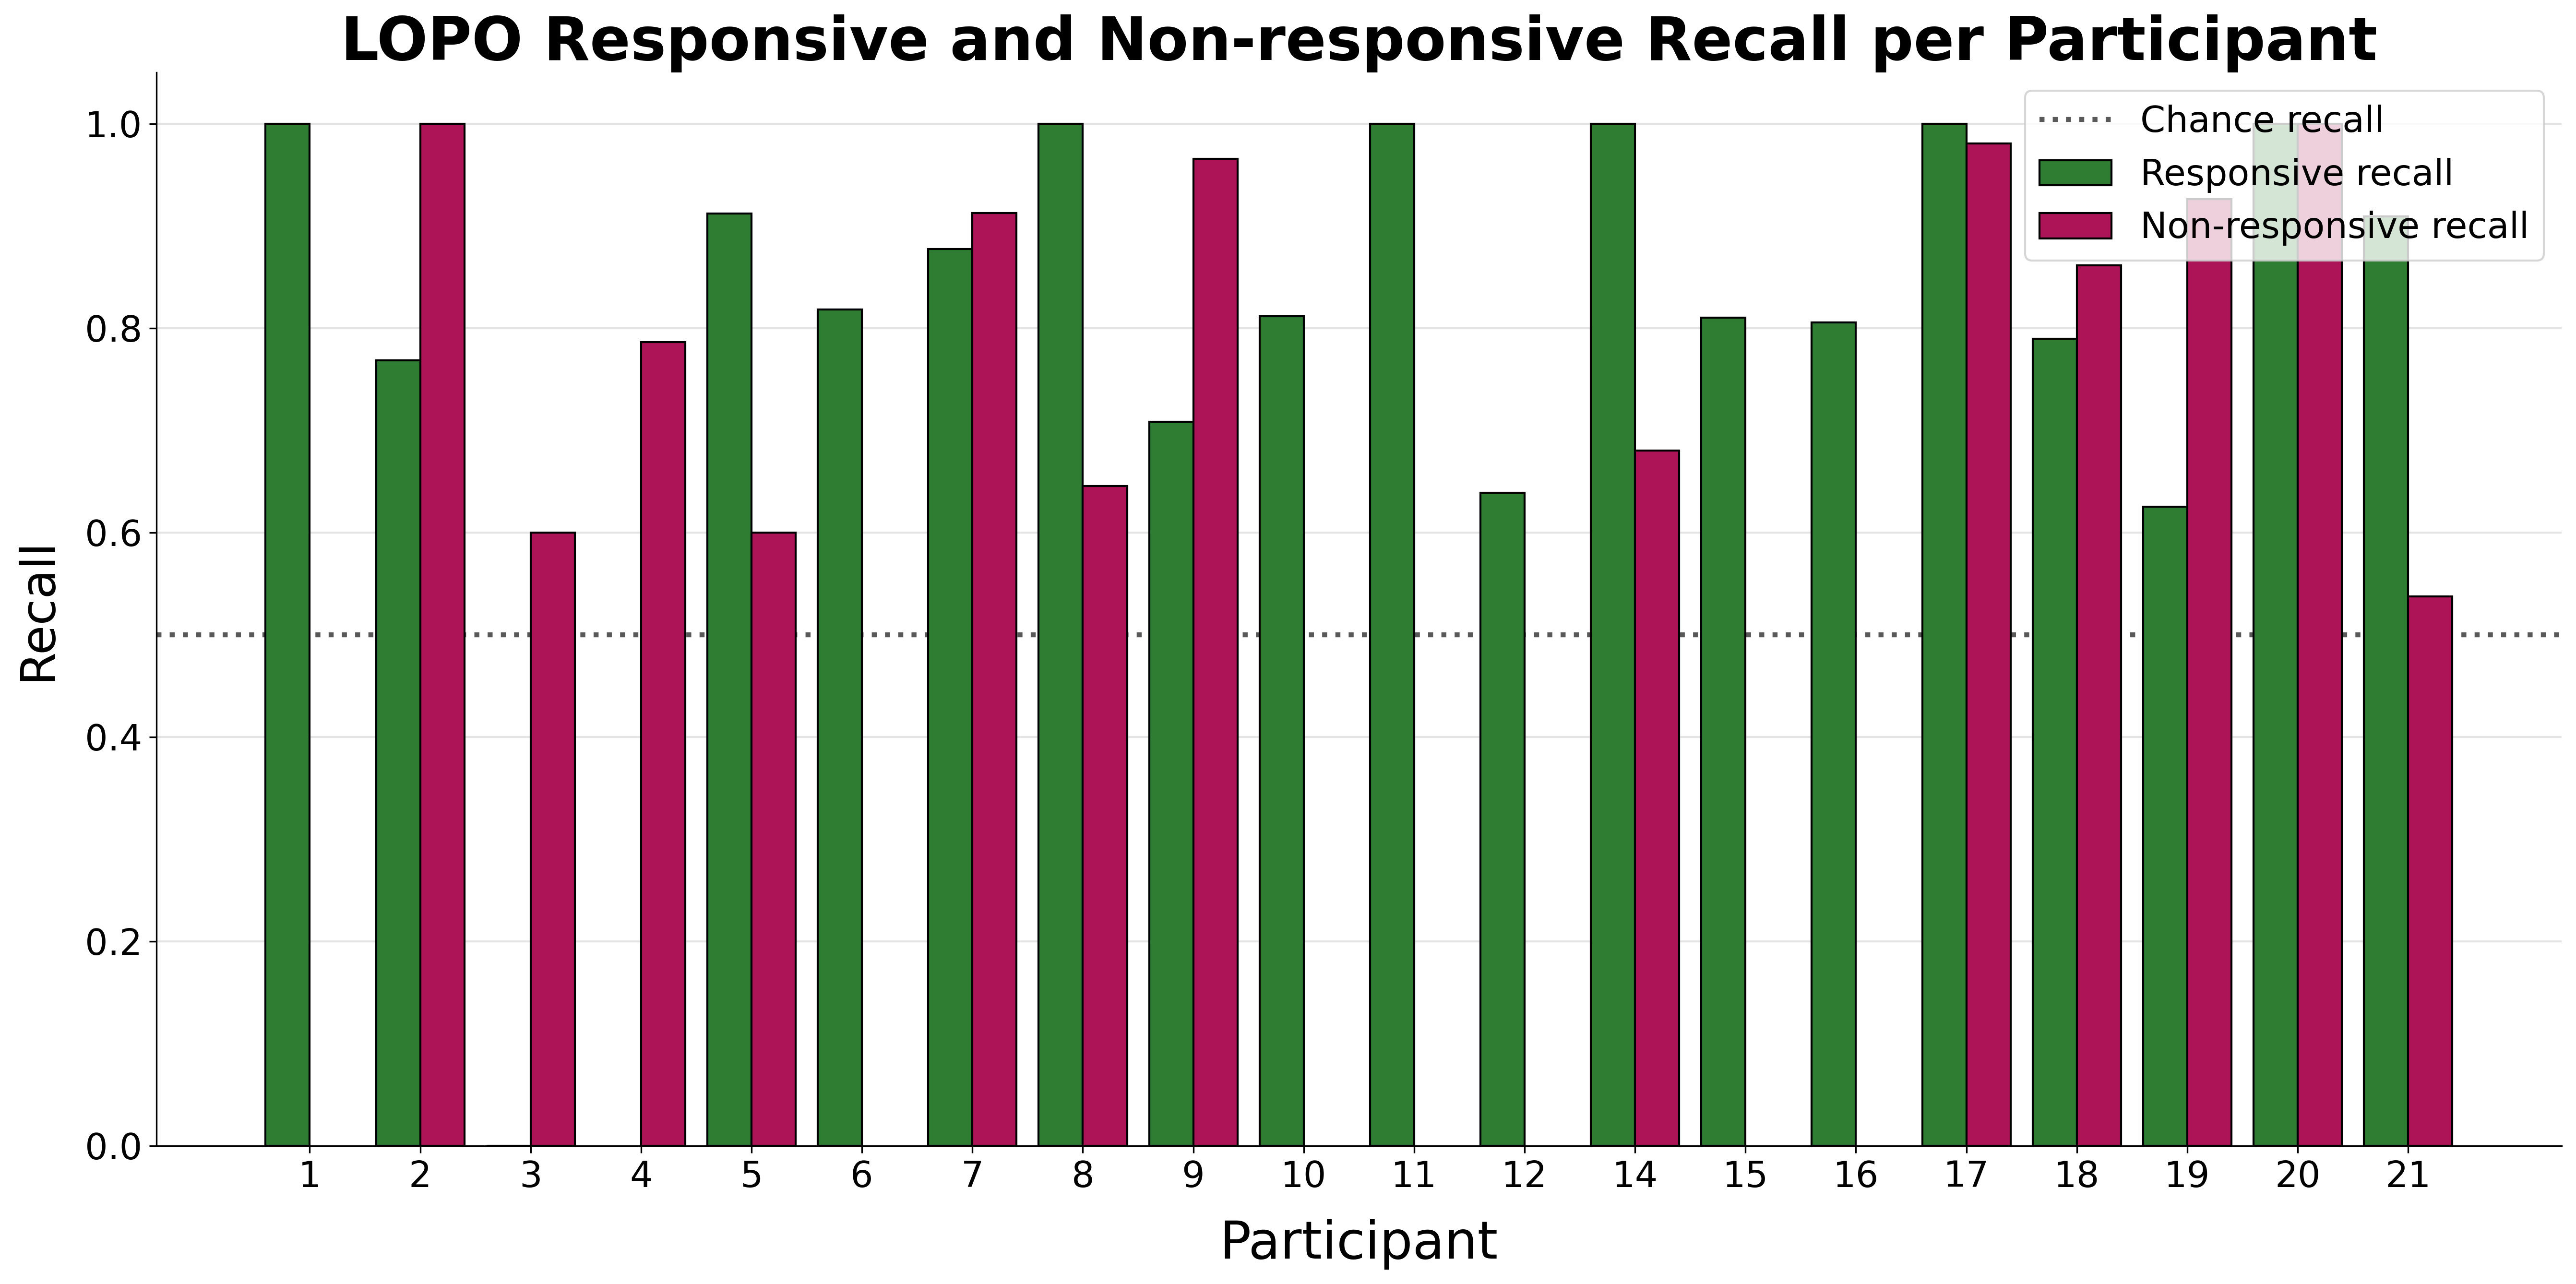 LOPO Responsive and Non-responsive Recall per Participant
Chance recall
Responsive recall
Non-responsive recall
1.0
0.8
0.6
0.4
0.2
0.0
Recall
1 2 3 4 5 6 7 8 9 10 11 12 14 15 16 17 18 19 20 21
Participant